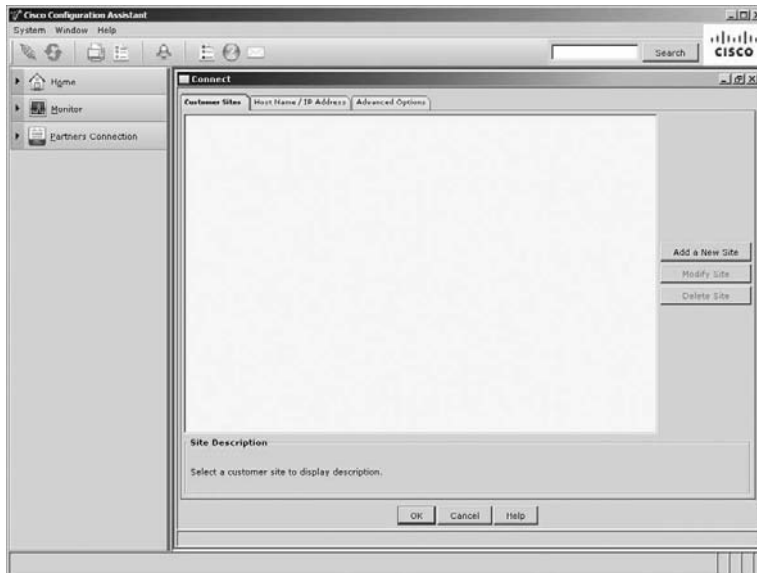 Cisco Configuration Assistant
System Window Help
Search
CISCO
Home
Monitor
Partners Connection
Connect
Customer Sites
Host Name / IP Address
Advanced Options
Add a New Site
Modify Site
Delete Site
Site Description
Select a customer site to display description.
OK
Cancel
Help